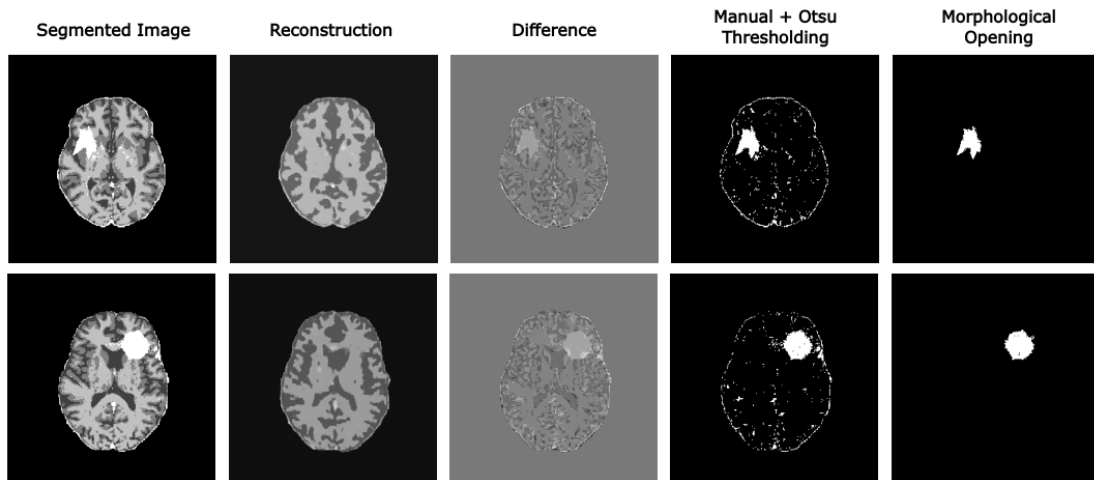 Segmented Image
Reconstruction
Difference
Manual + Otsu
Thresholding
Morphological
Opening